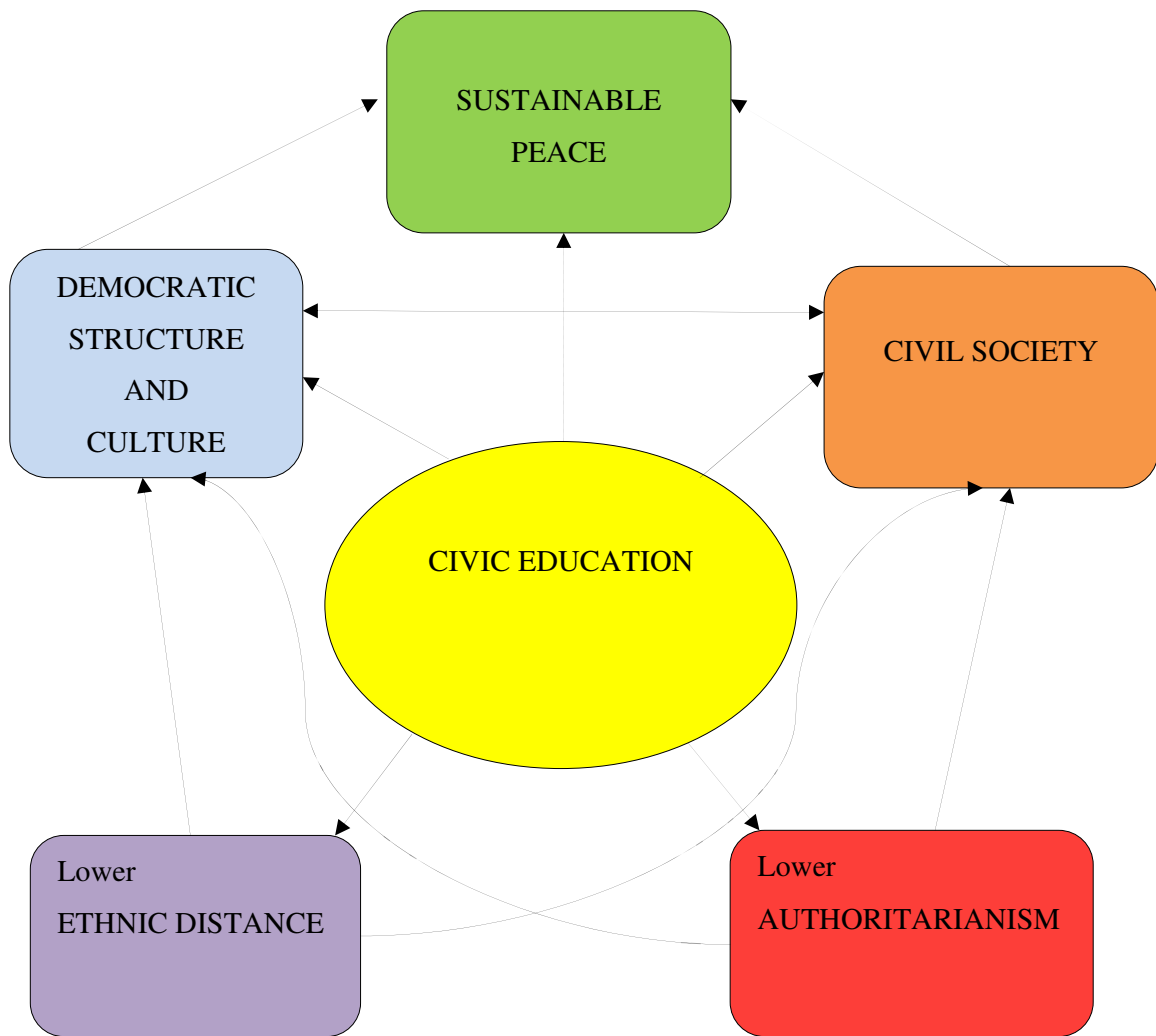 SUSTAINABLE
PEACE
DEMOCRATIC
STRUCTURE
AND
CULTURE
CIVIL SOCIETY
CIVIC EDUCATION
Lower
ETHNIC DISTANCE
Lower
AUTHORITARIANISM